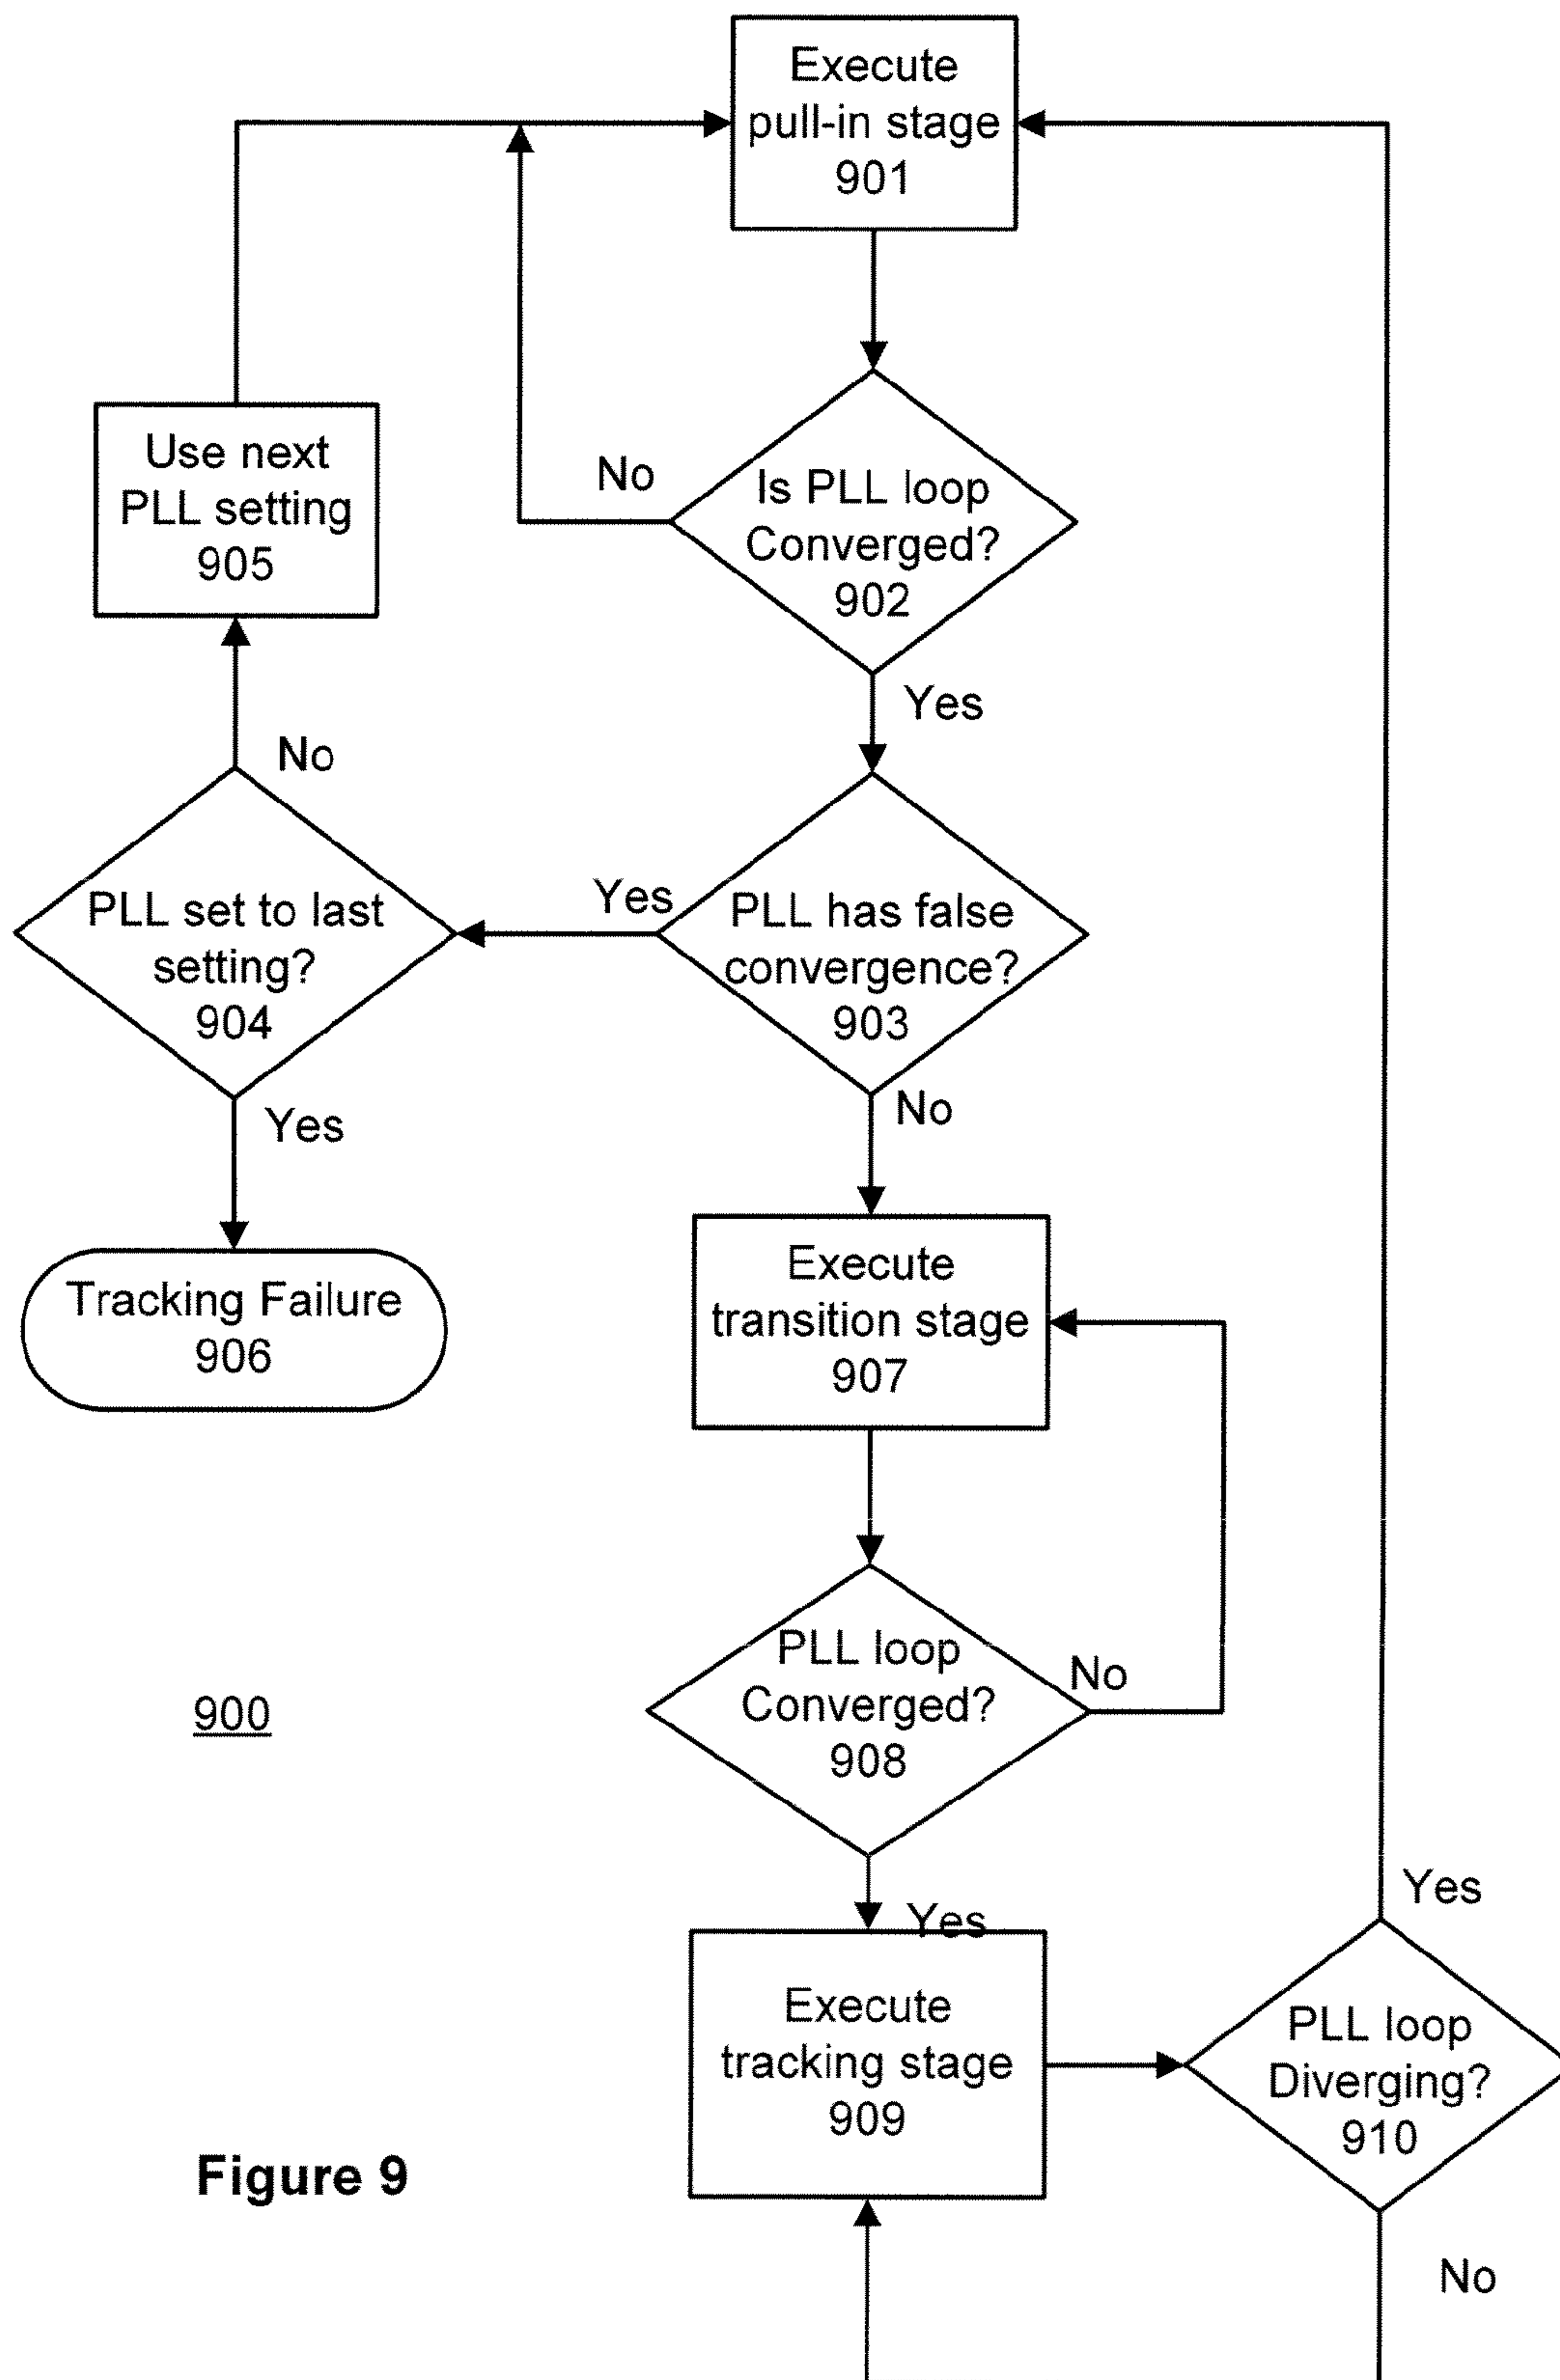 Execute
pull-in stage
901
Use next
PLL setting
905
No
Is PLL loop
Converged?
902
Yes
No
PLL set to last
setting?
904
Yes
PLL has false
convergence?
903
Yes
No
Tracking Failure
906
Execute
transition stage
907
900
PLL loop
Converged?
908
No
Yes
Yes
Execute
tracking stage
909
PLL loop
Diverging?
910
Figure 9
No